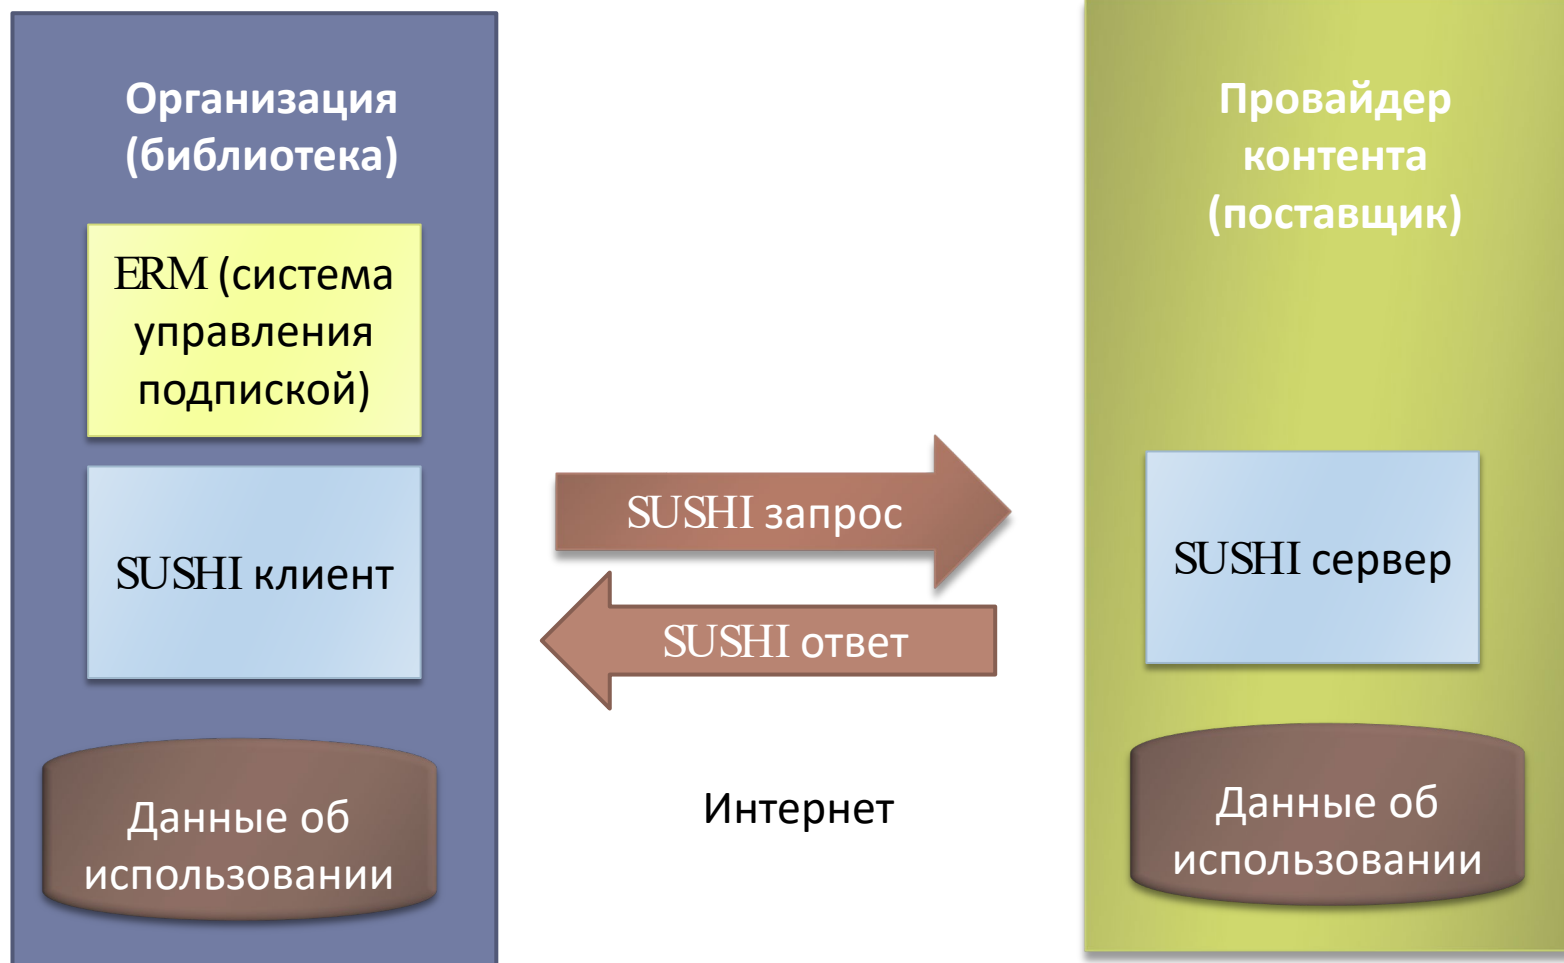 Организация
(библиотека)
ERM (система
управления
подпиской)
SUSHI клиент
Данные об
использовании
SUSHI запрос
SUSHI ответ
Интернет
Провайдер
контента
(поставщик)
SUSHI сервер
Данные об
использовании